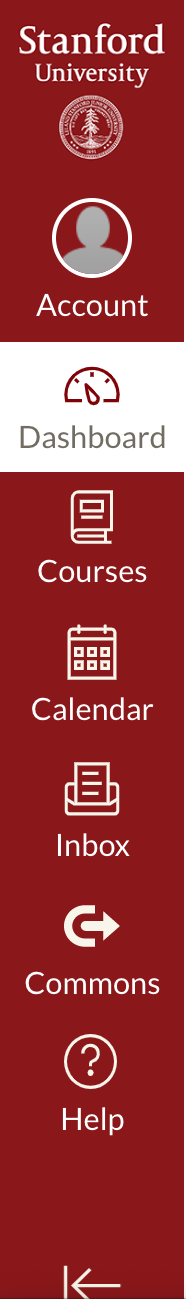 Stanford
University
Account
Dashboard
Courses
Calendar
Inbox
Commons
Help